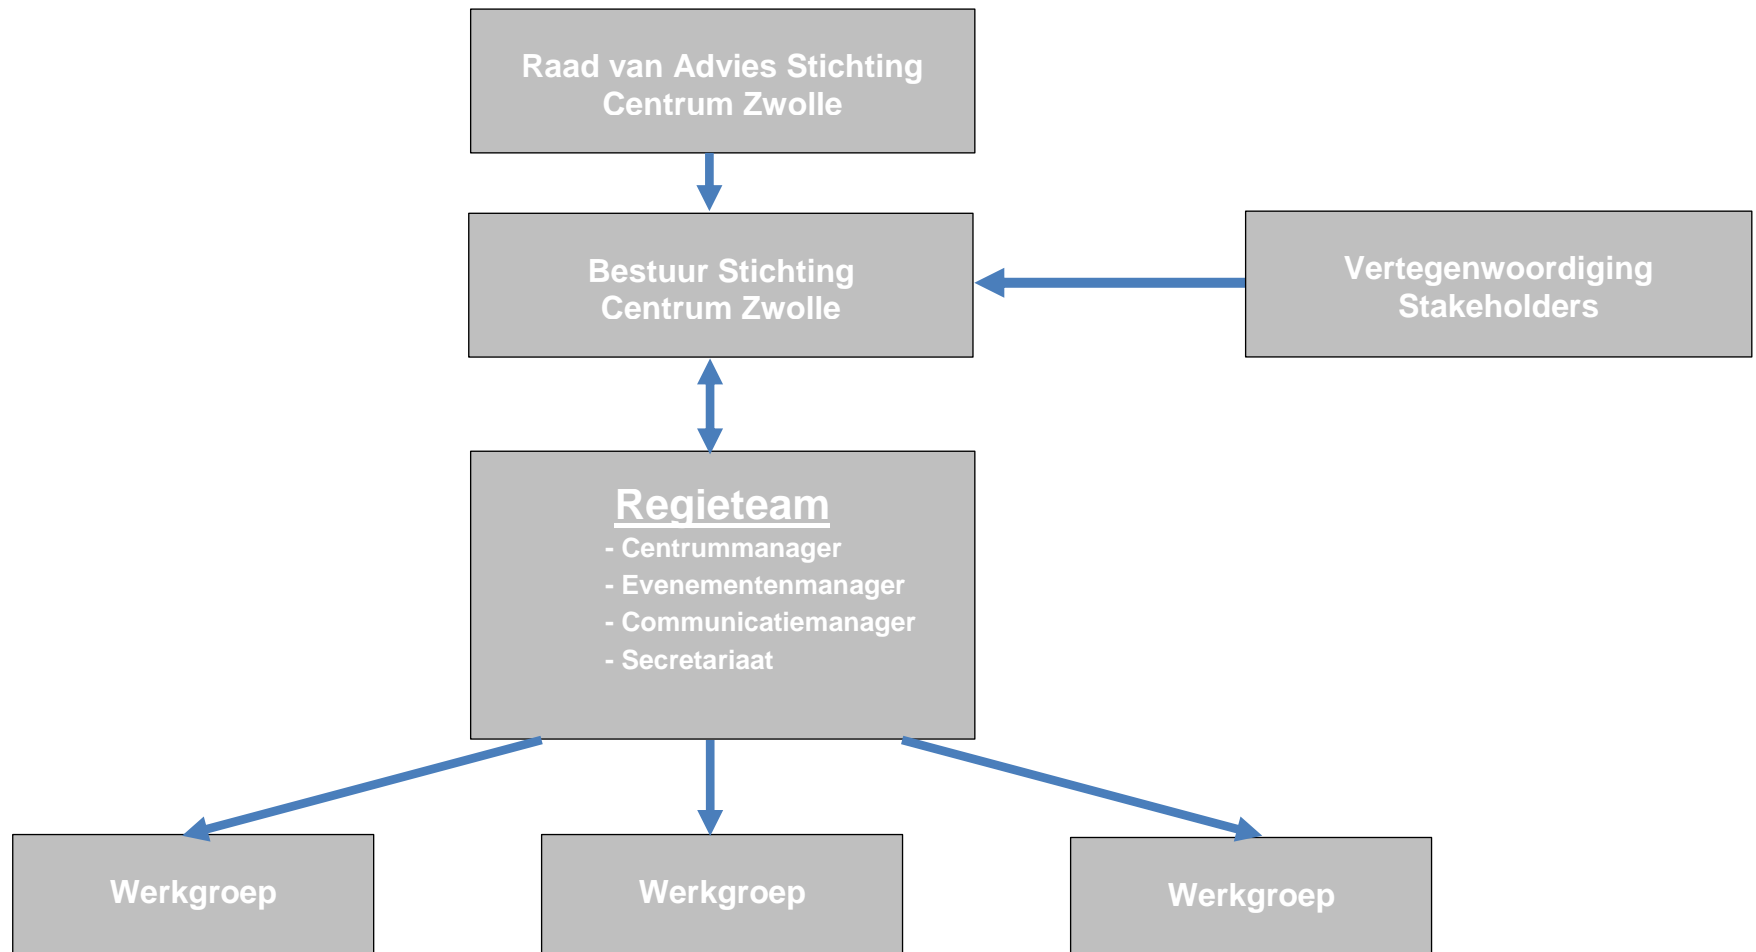 Raad van Advies Stichting
Centrum Zwolle
Bestuur Stichting
Centrum Zwolle
Vertegenwoordiging
Stakeholders
Regieteam
- Centrummanager
- Evenementenmanager
- Communicatiemanager
- Secretariaat
Werkgroep
Werkgroep
Werkgroep